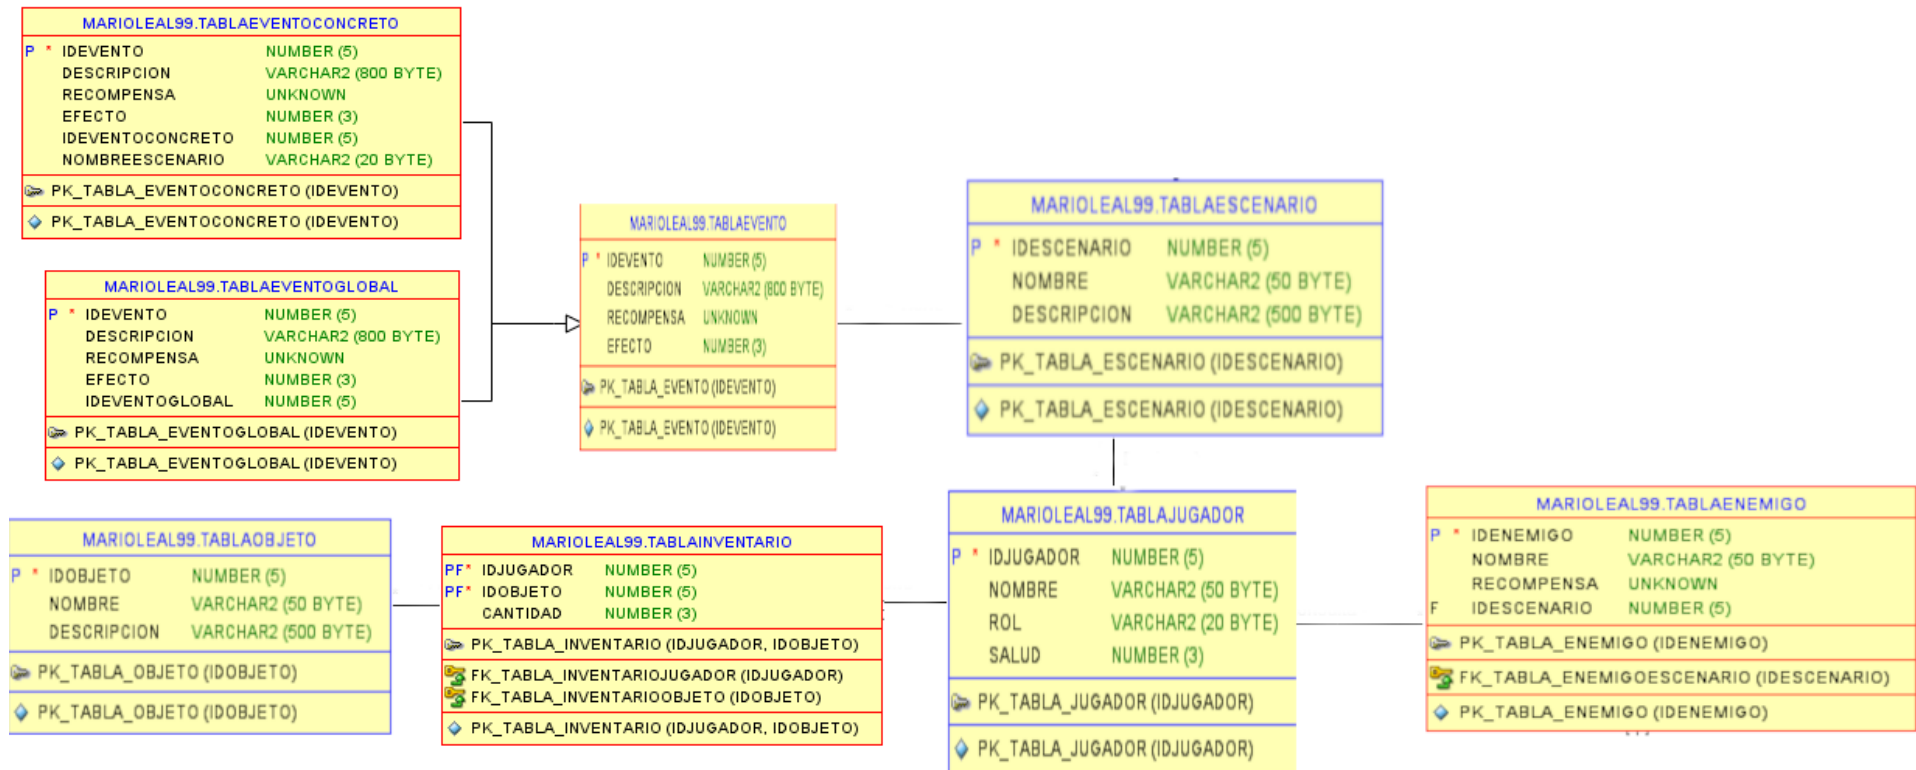 MARIOLEAL99.TABLAEVENTOCONCRETO
P * IDEVENTO NUMBER (5)
DESCRIPCION VARCHAR2 (800 BYTE)
RECOMPENSA UNKNOWN
EFECTO NUMBER (3)
IDEVENTOCONCRETO NUMBER (5)
NOMBREESCENARIO VARCHAR2 (20 BYTE)
PK_TABLA_EVENTOCONCRETO (IDEVENTO)
PK_TABLA_EVENTOCONCRETO (IDEVENTO)
MARIOLEAL99.TABLAEVENTOGLOBAL
P * IDEVENTO NUMBER (5)
DESCRIPCION VARCHAR2 (800 BYTE)
RECOMPENSA UNKNOWN
EFECTO NUMBER (3)
IDEVENTOGLOBAL NUMBER (5)
PK_TABLA_EVENTOGLOBAL (IDEVENTO)
PK_TABLA_EVENTOGLOBAL (IDEVENTO)
MARIOLEAL99.TABLAEVENTO
P * IDEVENTO NUMBER (5)
DESCRIPCION VARCHAR2 (800 BYTE)
RECOMPENSA UNKNOWN
EFECTO NUMBER (3)
PK_TABLA_EVENTO (IDEVENTO)
PK_TABLA_EVENTO (IDEVENTO)
MARIOLEAL99.TABLAESCENARIO
P * IDESCENARIO NUMBER (5)
NOMBRE VARCHAR2 (50 BYTE)
DESCRIPCION VARCHAR2 (500 BYTE)
PK_TABLA_ESCENARIO (IDESCENARIO)
PK_TABLA_ESCENARIO (IDESCENARIO)
MARIOLEAL99.TABLAOBJETO
P * IDOBJETO NUMBER (5)
NOMBRE VARCHAR2 (50 BYTE)
DESCRIPCION VARCHAR2 (500 BYTE)
PK_TABLA_OBJETO (IDOBJETO)
PK_TABLA_OBJETO (IDOBJETO)
MARIOLEAL99.TABLAINVENTARIO
PF* IDJUGADOR NUMBER (5)
PF* IDOBJETO NUMBER (5)
CANTIDAD NUMBER (3)
PK_TABLA_INVENTARIO (IDJUGADOR, IDOBJETO)
FK_TABLA_INVENTARIOJUGADOR (IDJUGADOR)
FK_TABLA_INVENTARIOOBJETO (IDOBJETO)
PK_TABLA_INVENTARIO (IDJUGADOR, IDOBJETO)
MARIOLEAL99.TABLAJUGADOR
P * IDJUGADOR NUMBER (5)
NOMBRE VARCHAR2 (50 BYTE)
ROL VARCHAR2 (20 BYTE)
SALUD NUMBER (3)
PK_TABLA_JUGADOR (IDJUGADOR)
PK_TABLA_JUGADOR (IDJUGADOR)
MARIOLEAL99.TABLAENEMIGO
P * IDENEMIGO NUMBER (5)
NOMBRE VARCHAR2 (50 BYTE)
RECOMPENSA UNKNOWN
F IDESCENARIO NUMBER (5)
PK_TABLA_ENEMIGO (IDENEMIGO)
FK_TABLA_ENEMIGOESCENARIO (IDESCENARIO)
PK_TABLA_ENEMIGO (IDENEMIGO)